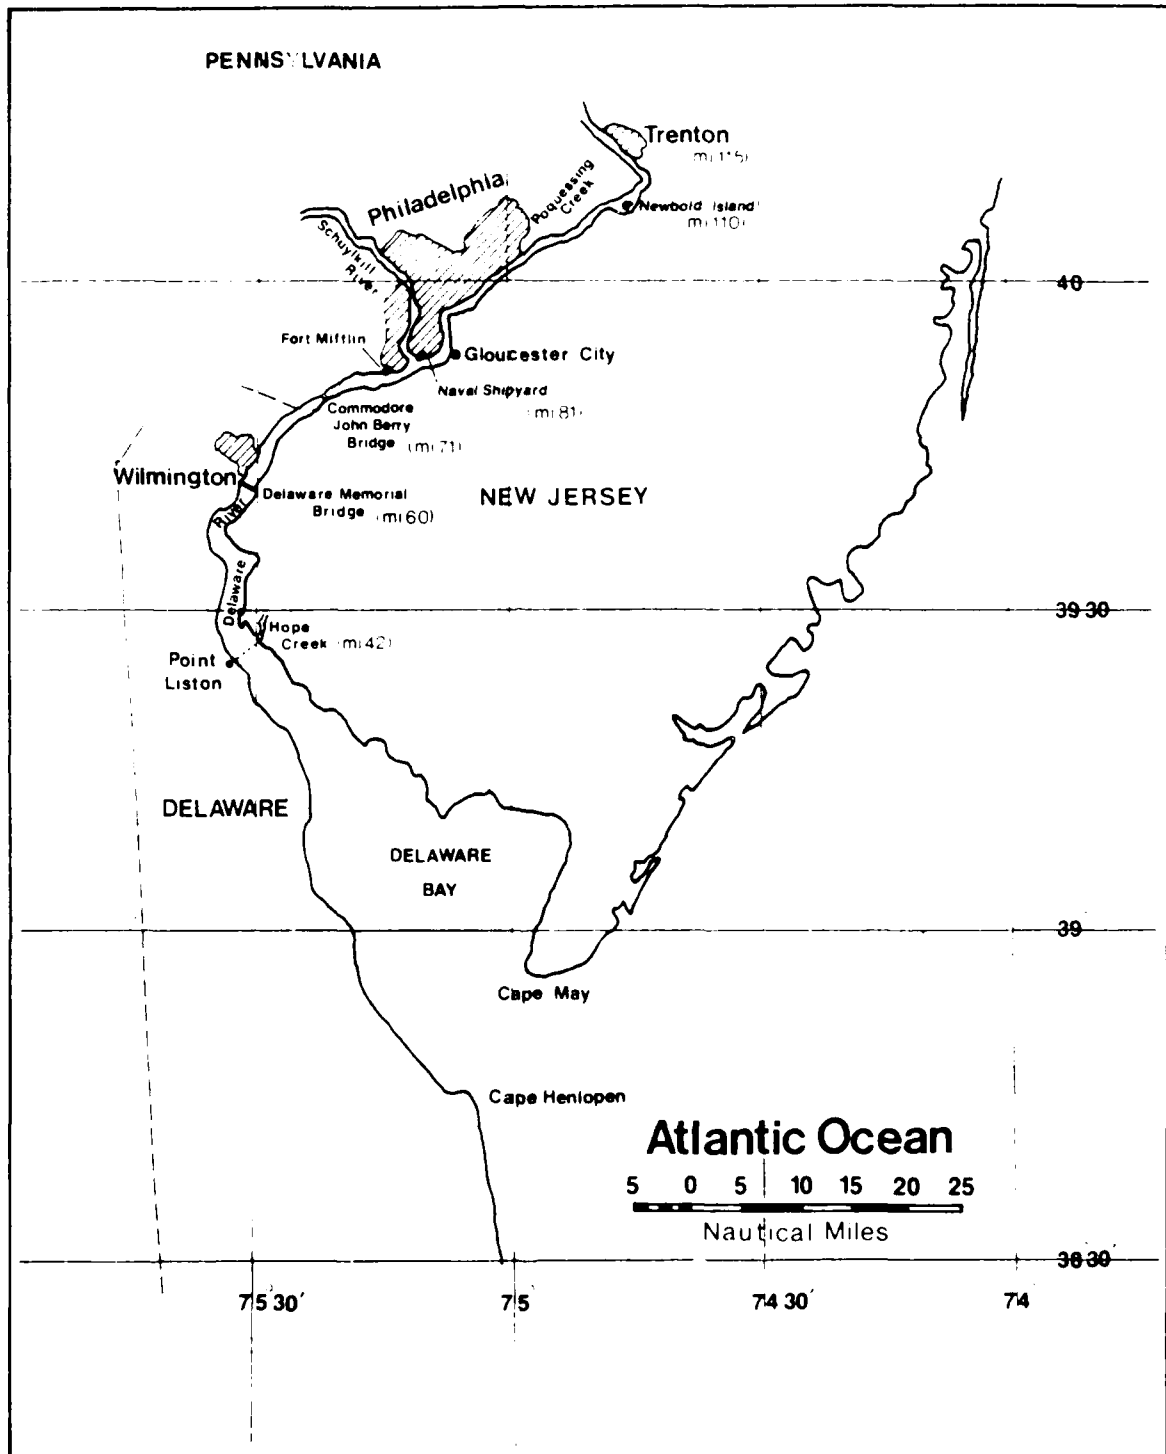 PENNSYLVANIA
Trenton
mi 115)
Philadelphia
Poquessing
Creek
Newbold Island
mi 110)
Schuylkill
River
40
Fort Mifflin
Gloucester City
Naval Shipyard
(mi 81)
Commodore
John Berry
Bridge (mi 71)
Wilmington
Delaware Memorial
Bridge (mi 60)
NEW JERSEY
River
Delaware
39 30
Hope
Creek (mi 42)
Point
Liston
DELAWARE
DELAWARE
BAY
39
Cape May
Cape Henlopen
Atlantic Ocean
5 0 5 10 15 20 25
Nautical Miles
38 30
75 30' 75 74 30' 74